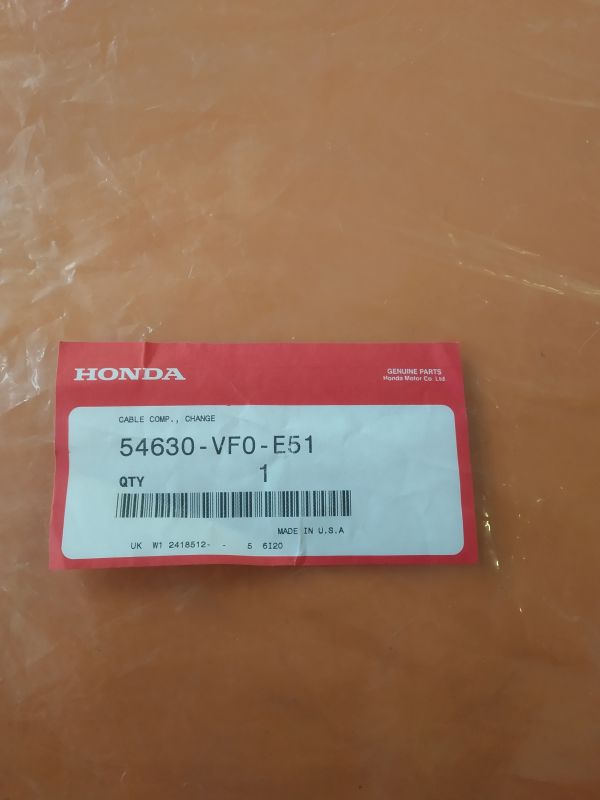 HONDA
GENUINE PARTS
Honda Motor Co., Ltd.
CABLE COMP., CHANGE
54630-VF0-E51
QTY 1
MADE IN U.S.A
UK W1 2418512- - 5 6I20